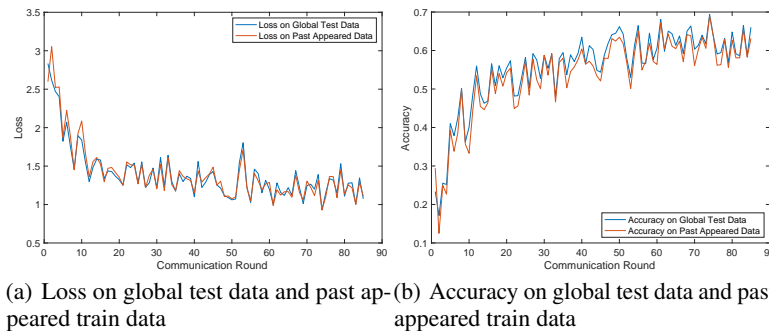 Loss on Global Test Data
Loss on Past Appeared Data
3.5
3
2.5
2
1.5
1
0.5
Loss
0 10 20 30 40 50 60 70 80 90
Communication Round
0.7
0.6
0.5
0.4
0.3
0.2
0.1
Accuracy
Accuracy on Global Test Data
Accuracy on Past Appeared Data
0 10 20 30 40 50 60 70 80 90
Communication Round
(a) Loss on global test data and past ap-
peared train data
(b) Accuracy on global test data and pas
appeared train data